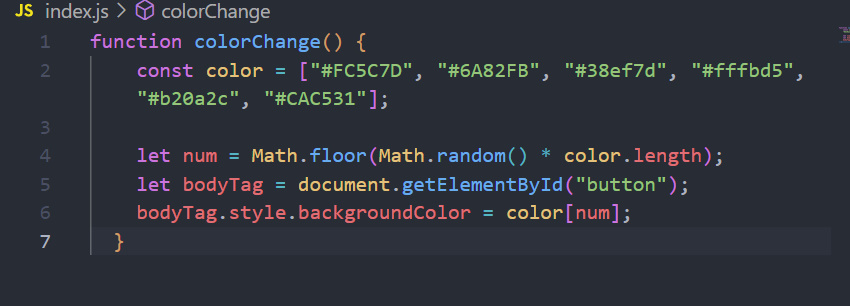 JS index.js > colorChange
1 function colorChange() {
2 const color = ["#FC5C7D", "#6A82FB", "#38ef7d", "#fffbd5",
"#b20a2c", "#CAC531"];
3
4 let num = Math.floor(Math.random() * color.length);
5 let bodyTag = document.getElementById("button");
6 bodyTag.style.backgroundColor = color[num];
7 }